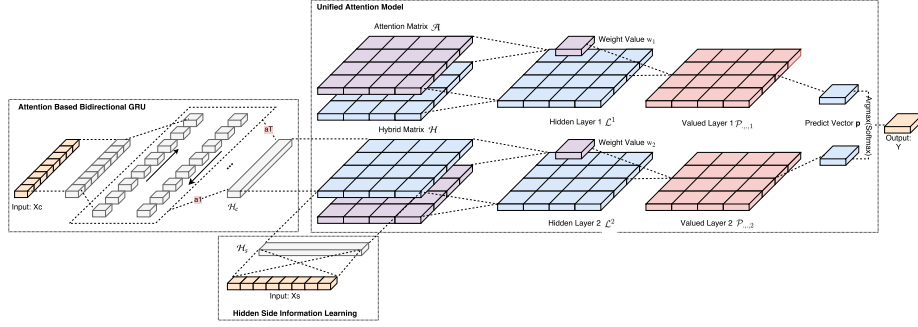 Unified Attention Model
Attention Matrix 𝒜
Weight Value w₁
Attention Based Bidirectional GRU
Hybrid Matrix ℋ
Hidden Layer 1 ℒ¹
Valued Layer 1 𝒫.,.,1
Predict Vector p
Argmax(Softmax)
Output:
Y
aT
...
a1
Input: Xc
ℋc
Weight Value w₂
Hidden Layer 2 ℒ²
Valued Layer 2 𝒫.,.,2
ℋs
Input: Xs
Hidden Side Information Learning